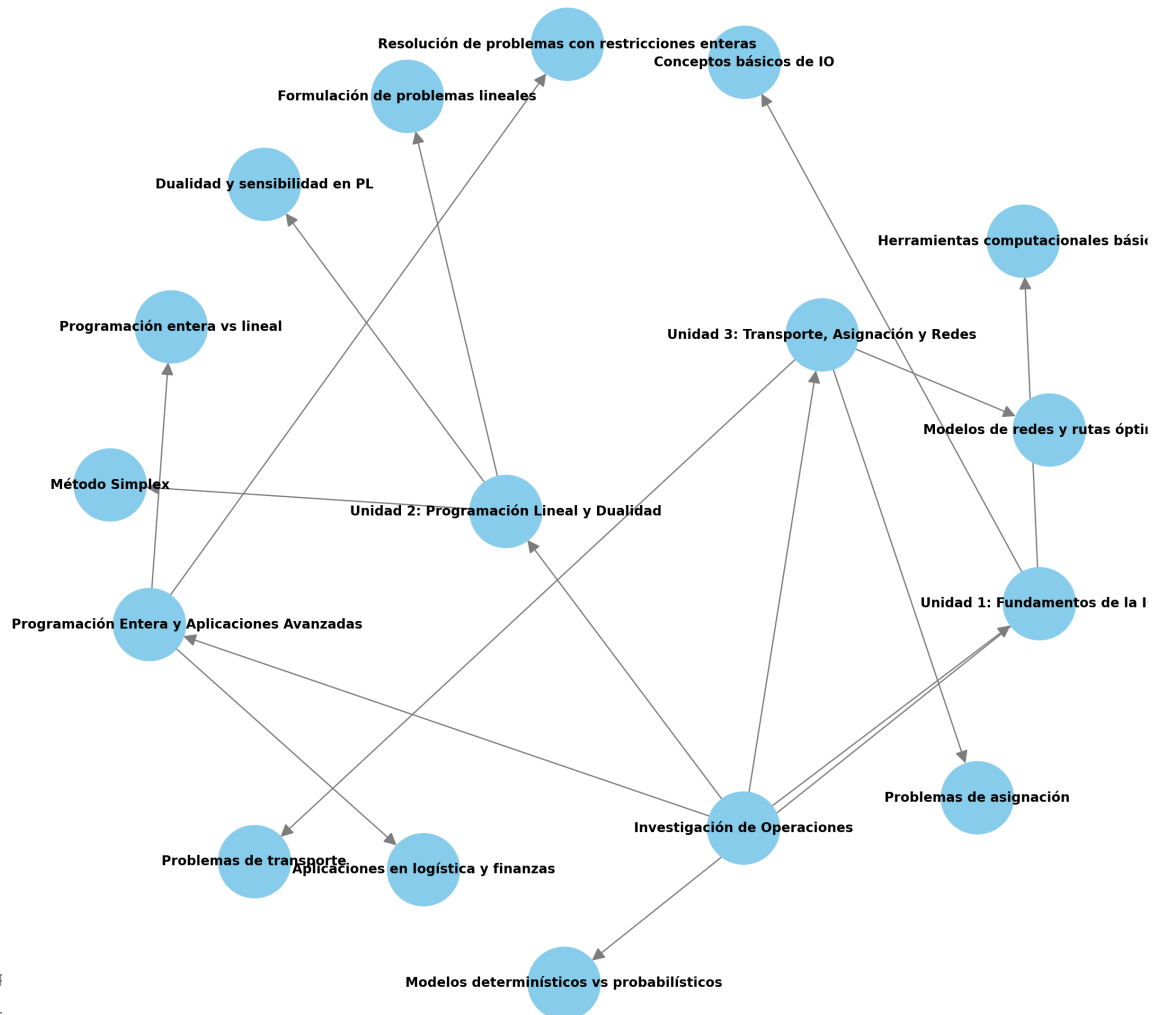 Resolución de problemas con restricciones enteras
Conceptos básicos de IO
Formulación de problemas lineales
Dualidad y sensibilidad en PL
Herramientas computacionales básic
Programación entera vs lineal
Unidad 3: Transporte, Asignación y Redes
Modelos de redes y rutas ópti
Método Simplex
Unidad 2: Programación Lineal y Dualidad
Unidad 1: Fundamentos de la I
Programación Entera y Aplicaciones Avanzadas
Problemas de asignación
Investigación de Operaciones
Problemas de transporte
Aplicaciones en logística y finanzas
Modelos determinísticos vs probabilísticos